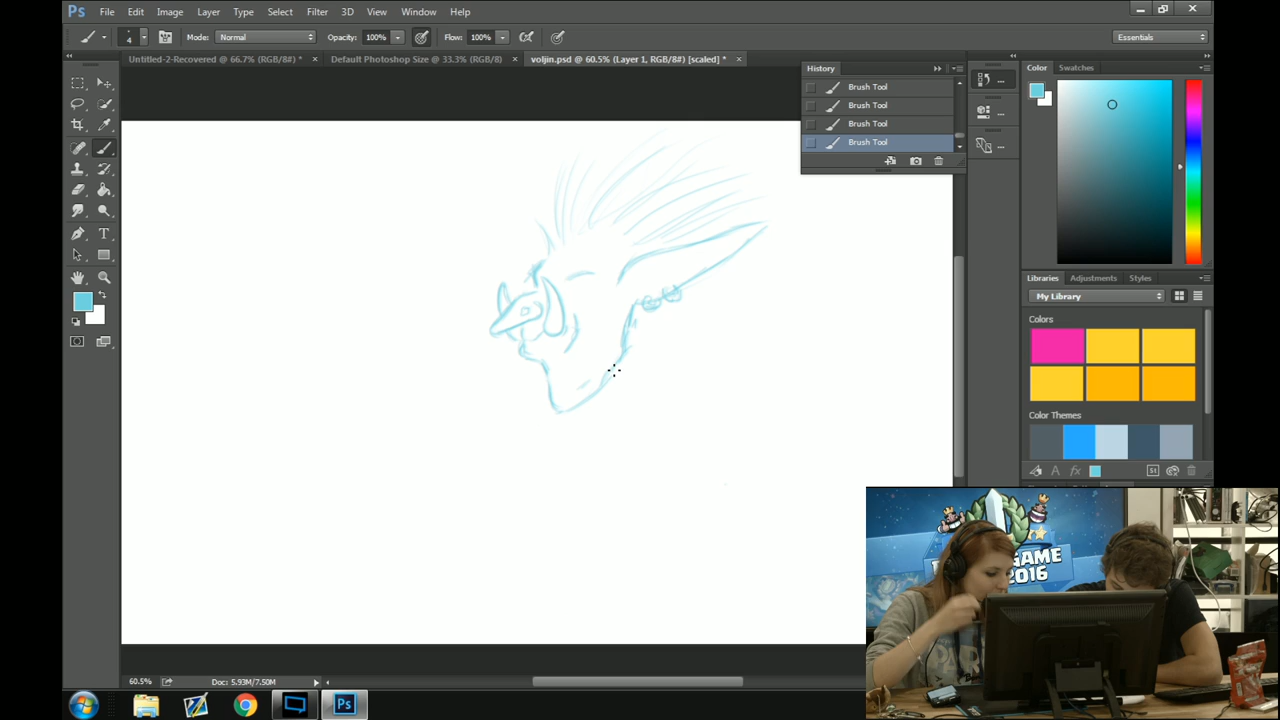 Ps File Edit Image Layer Type Select Filter 3D View Window Help
4 Mode: Normal Opacity: 100% Flow: 100% Essentials
Untitled-2-Recovered @ 66.7% (RGB/8#) * × Default Photoshop Size @ 33.3% (RGB/8) × voljin.psd @ 60.5% (Layer 1, RGB/8#) [scaled] * ×
History
Brush Tool
Brush Tool
Brush Tool
Brush Tool
Color Swatches
Libraries Adjustments Styles
My Library
Colors
Color Themes
St
GAME
2016
60.5% Doc: 5.93M/7.50M
Ps